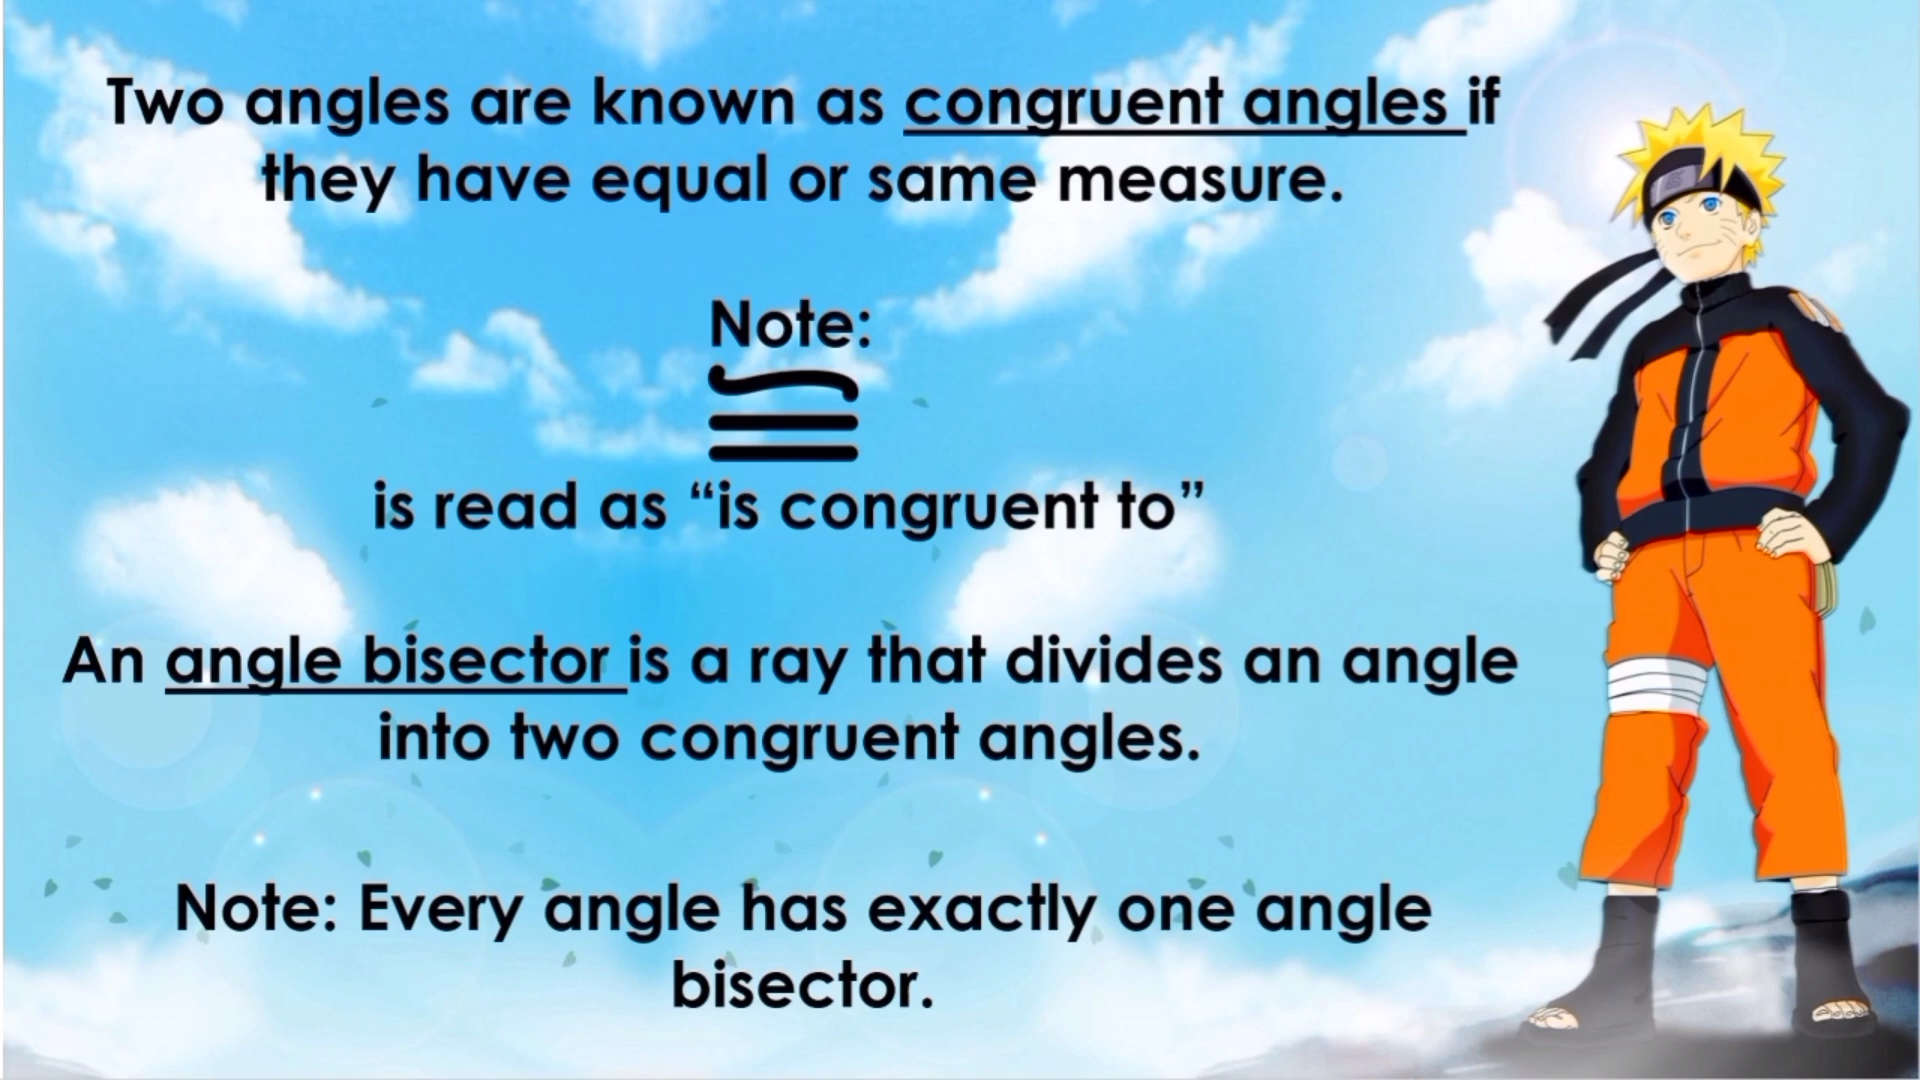 Two angles are known as congruent angles if
they have equal or same measure.
Note:
≅
is read as “is congruent to”
An angle bisector is a ray that divides an angle
into two congruent angles.
Note: Every angle has exactly one angle
bisector.